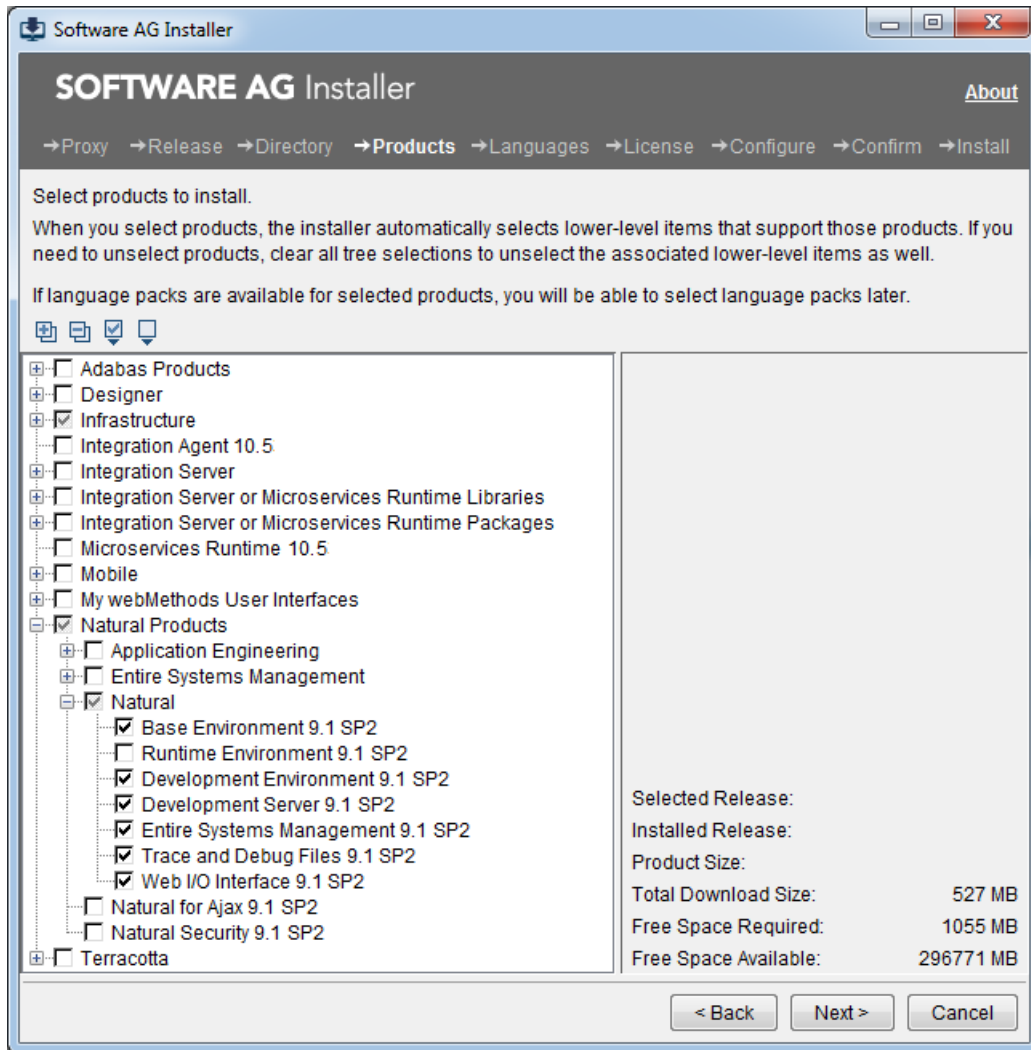 Software AG Installer
SOFTWARE AG Installer
About
→Proxy →Release →Directory →Products →Languages →License →Configure →Confirm →Install
Select products to install.
When you select products, the installer automatically selects lower-level items that support those products. If you
need to unselect products, clear all tree selections to unselect the associated lower-level items as well.
If language packs are available for selected products, you will be able to select language packs later.
Adabas Products
Designer
Infrastructure
Integration Agent 10.5
Integration Server
Integration Server or Microservices Runtime Libraries
Integration Server or Microservices Runtime Packages
Microservices Runtime 10.5
Mobile
My webMethods User Interfaces
Natural Products
Application Engineering
Entire Systems Management
Natural
Base Environment 9.1 SP2
Runtime Environment 9.1 SP2
Development Environment 9.1 SP2
Development Server 9.1 SP2
Entire Systems Management 9.1 SP2
Trace and Debug Files 9.1 SP2
Web I/O Interface 9.1 SP2
Natural for Ajax 9.1 SP2
Natural Security 9.1 SP2
Terracotta
Selected Release:
Installed Release:
Product Size:
Total Download Size: 527 MB
Free Space Required: 1055 MB
Free Space Available: 296771 MB
< Back Next > Cancel